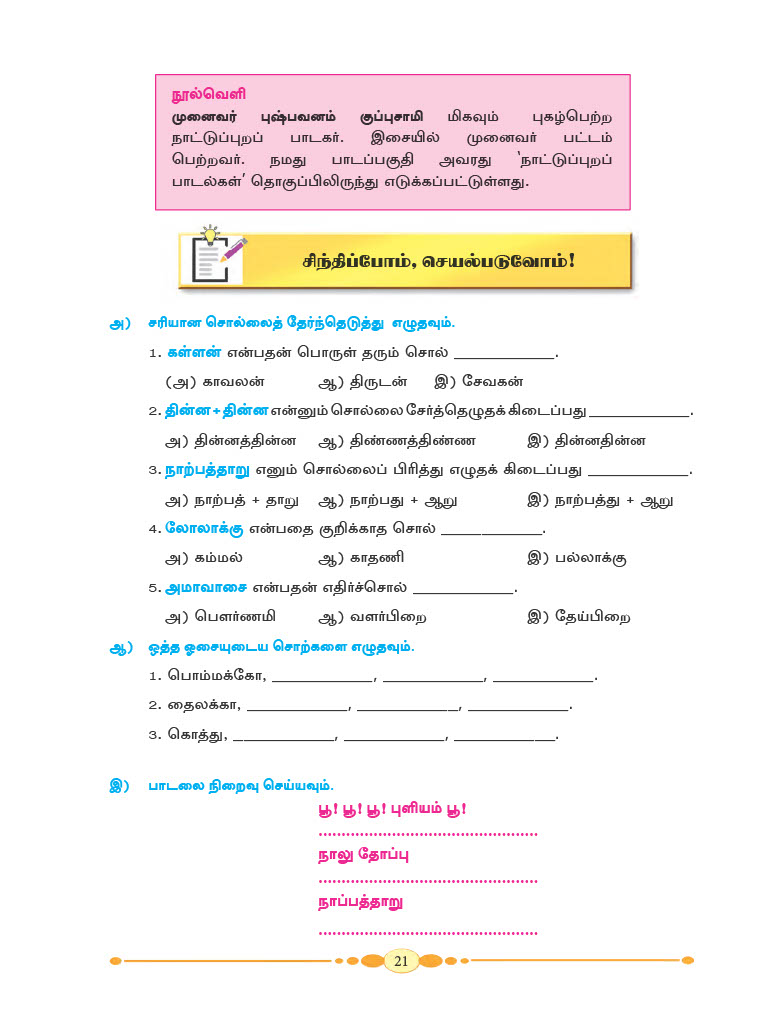 நூல்வெளி
முனைவர் புஷ்பவனம் குப்புசாமி மிகவும் புகழ்பெற்ற
நாட்டுப்புறப் பாடகர். இசையில் முனைவர் பட்டம்
பெற்றவர். நமது பாடப்பகுதி அவரது ‘நாட்டுப்புறப்
பாடல்கள்’ தொகுப்பிலிருந்து எடுக்கப்பட்டுள்ளது.
சிந்திப்போம், செயல்படுவோம்!
அ) சரியான சொல்லைத் தேர்ந்தெடுத்து எழுதவும்.
1. கள்ளன் என்பதன் பொருள் தரும் சொல் ____________.
(அ) காவலன் ஆ) திருடன் இ) சேவகன்
2. தின்ன+தின்ன என்னும் சொல்லை சேர்த்தெழுதக் கிடைப்பது ____________.
அ) தின்னத்தின்ன ஆ) திண்ணத்திண்ண இ) தின்னதின்ன
3. நாற்பத்தாறு எனும் சொல்லைப் பிரித்து எழுதக் கிடைப்பது ____________.
அ) நாற்பத் + தாறு ஆ) நாற்பது + ஆறு இ) நாற்பத்து + ஆறு
4. லோலாக்கு என்பதை குறிக்காத சொல் ____________.
அ) கம்மல் ஆ) காதணி இ) பல்லாக்கு
5. அமாவாசை என்பதன் எதிர்ச்சொல் ____________.
அ) பௌர்ணமி ஆ) வளர்பிறை இ) தேய்பிறை
ஆ) ஒத்த ஓசையுடைய சொற்களை எழுதவும்.
1. பொம்மக்கோ, ____________, ____________, ____________.
2. தைலக்கா, ____________, ____________, ____________.
3. கொத்து, ____________, ____________, ____________.
இ) பாடலை நிறைவு செய்யவும்.
பூ! பூ! பூ! புளியம் பூ!
................................................
நாலு தோப்பு
................................................
நாப்பத்தாறு
................................................
21